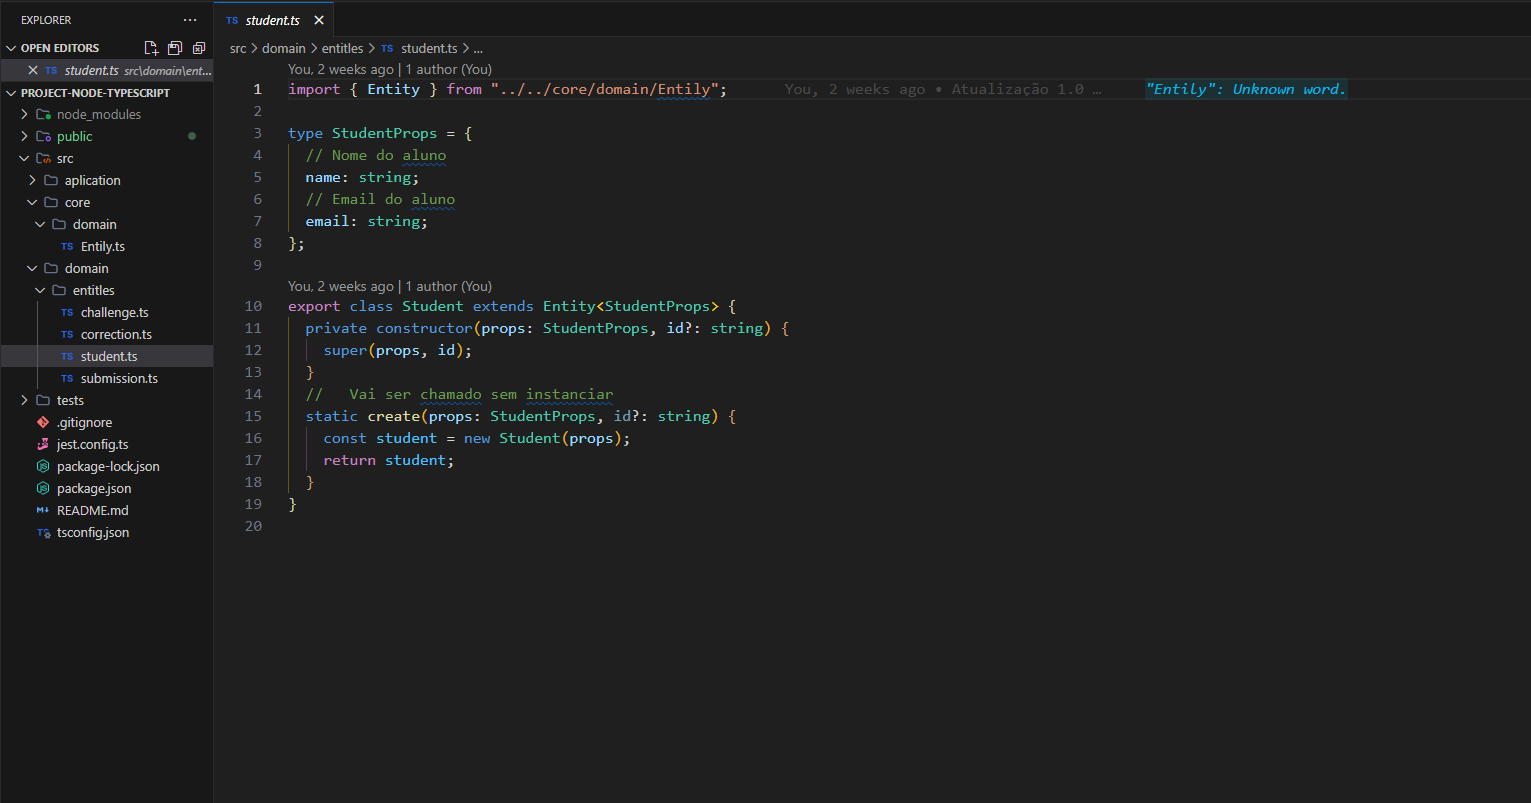 EXPLORER ...
OPEN EDITORS
TS student.ts src\domain\ent...
PROJECT-NODE-TYPESCRIPT
node_modules
public
src
aplication
core
domain
TS Entily.ts
domain
entitles
TS challenge.ts
TS correction.ts
TS student.ts
TS submission.ts
tests
.gitignore
jest.config.ts
package-lock.json
package.json
README.md
tsconfig.json
TS student.ts
src > domain > entitles > TS student.ts > ...
You, 2 weeks ago | 1 author (You)
1 import { Entity } from "../../core/domain/Entily"; You, 2 weeks ago • Atualização 1.0 … "Entily": Unknown word.
2
3 type StudentProps = {
4 // Nome do aluno
5 name: string;
6 // Email do aluno
7 email: string;
8 };
9
You, 2 weeks ago | 1 author (You)
10 export class Student extends Entity<StudentProps> {
11 private constructor(props: StudentProps, id?: string) {
12 super(props, id);
13 }
14 //   Vai ser chamado sem instanciar
15 static create(props: StudentProps, id?: string) {
16 const student = new Student(props);
17 return student;
18 }
19 }
20